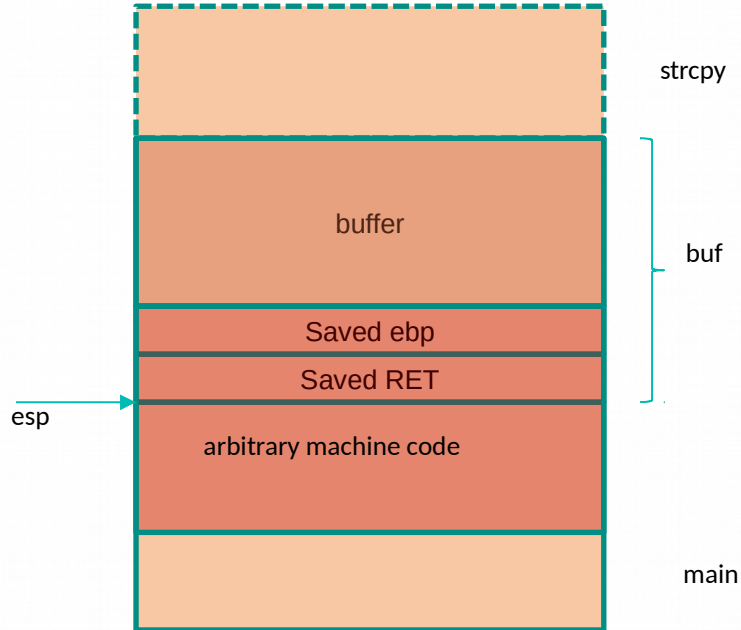 strcpy
buffer
buf
Saved ebp
Saved RET
esp
arbitrary machine code
main